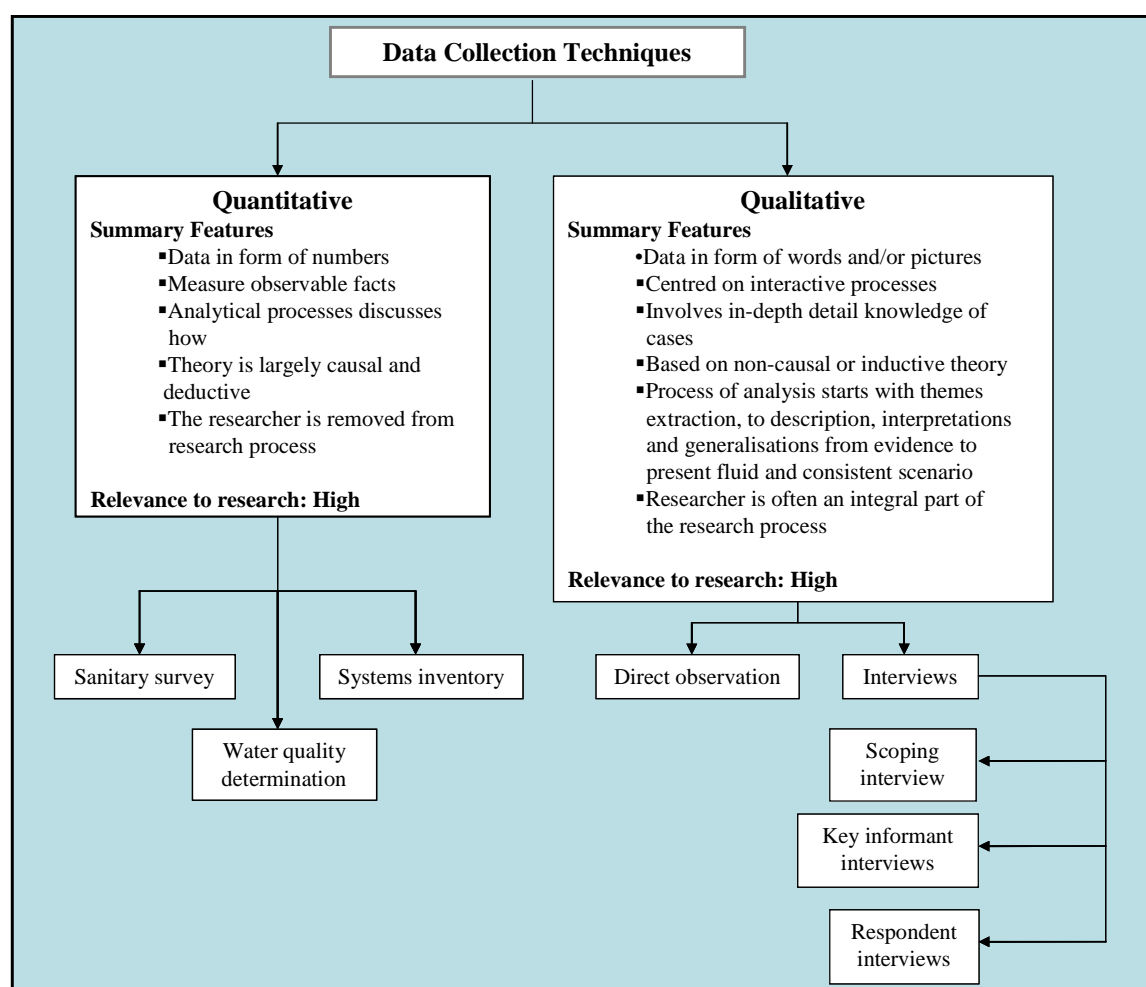 Data Collection Techniques
Quantitative
Summary Features
▪Data in form of numbers
▪Measure observable facts
▪Analytical processes discusses
how
▪Theory is largely causal and
deductive
▪The researcher is removed from
research process
Relevance to research: High
Qualitative
Summary Features
•Data in form of words and/or pictures
▪Centred on interactive processes
▪Involves in-depth detail knowledge of
cases
▪Based on non-causal or inductive theory
▪Process of analysis starts with themes
extraction, to description, interpretations
and generalisations from evidence to
present fluid and consistent scenario
▪Researcher is often an integral part of
the research process
Relevance to research: High
Sanitary survey
Systems inventory
Water quality
determination
Direct observation
Interviews
Scoping
interview
Key informant
interviews
Respondent
interviews